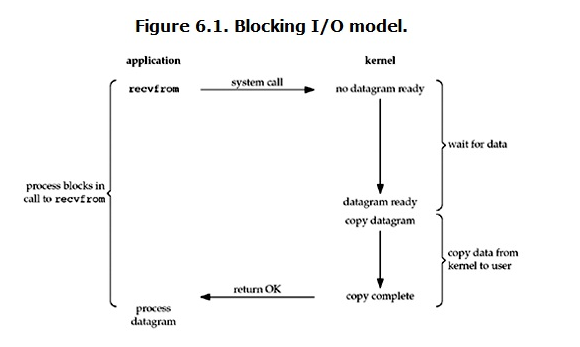 Figure 6.1. Blocking I/O model.
application
kernel
recvfrom
system call
no datagram ready
wait for data
process blocks in
call to recvfrom
datagram ready
copy datagram
copy data from
kernel to user
return OK
copy complete
process
datagram